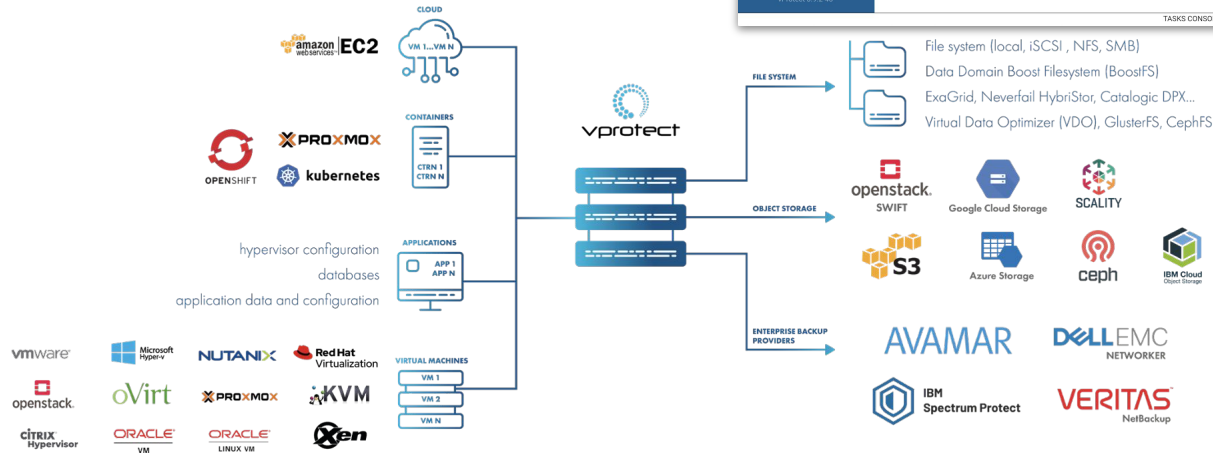 TASKS CONSO
CLOUD
amazon
webservices™
EC2
VM 1...VM N
CONTAINERS
OPENSHIFT
PROXMOX
kubernetes
CTRN 1
CTRN N
hypervisor configuration
databases
application data and configuration
APPLICATIONS
APP 1
APP N
vmware®
Microsoft
Hyper-v
NUTANIX
Red Hat
Virtualization
openstack.
oVirt
PROXMOX
KVM
CITRIX
Hypervisor
ORACLE®
VM
ORACLE®
LINUX VM
Xen
VIRTUAL MACHINES
VM 1
VM 2
VM N
vprotect
FILE SYSTEM
File system (local, iSCSI , NFS, SMB)
Data Domain Boost Filesystem (BoostFS)
ExaGrid, Neverfail HybriStor, Catalogic DPX...
Virtual Data Optimizer (VDO), GlusterFS, CephFS
OBJECT STORAGE
openstack.
SWIFT
Google Cloud Storage
SCALITY
S3
Azure Storage
ceph
IBM Cloud
Object Storage
ENTERPRISE BACKUP
PROVIDERS
AVAMAR
DELLEMC
NETWORKER
IBM
Spectrum Protect
VERITAS™
NetBackup